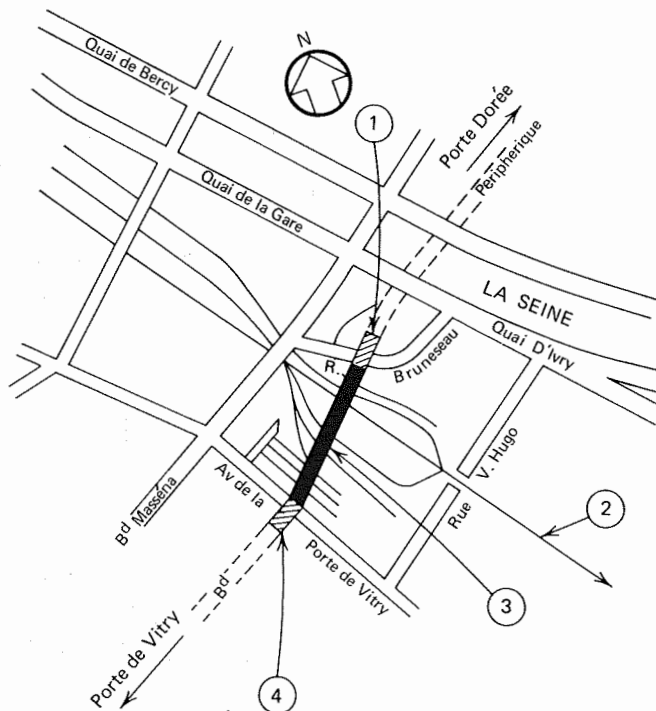 N
Quai de Bercy
1
Porte Dorée
Peripherique
Quai de la Gare
LA SEINE
Quai D'Ivry
R.. Bruneseau
V. Hugo
Rue
Bd Masséna
Av de la
Porte de Vitry
2
3
Bd
Porte de Vitry
4